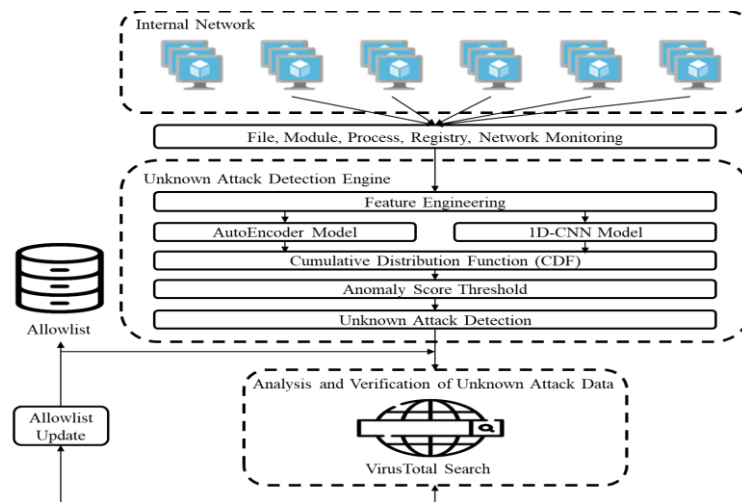 Internal Network
File, Module, Process, Registry, Network Monitoring
Unknown Attack Detection Engine
Feature Engineering
AutoEncoder Model
1D-CNN Model
Cumulative Distribution Function (CDF)
Anomaly Score Threshold
Unknown Attack Detection
Allowlist
Analysis and Verification of Unknown Attack Data
Allowlist
Update
VirusTotal Search